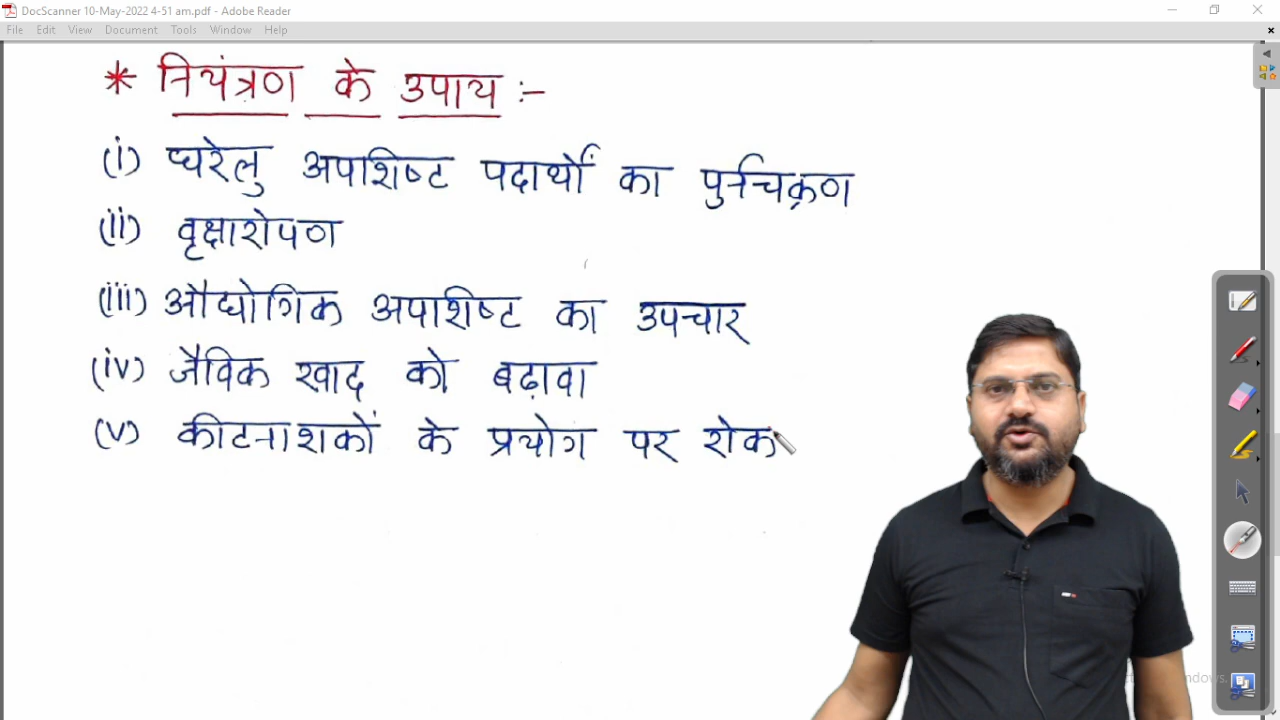 DocScanner 10-May-2022 4-51 am.pdf - Adobe Reader
File Edit View Document Tools Window Help
* नियंत्रण के उपाय :-
(i) घरेलु अपशिष्ट पदार्थों का पुर्नचक्रण
(ii) वृक्षारोपण
(iii) औद्योगिक अपशिष्ट का उपचार
(iv) जैविक खाद को बढ़ावा
(v) कीटनाशकों के प्रयोग पर रोक